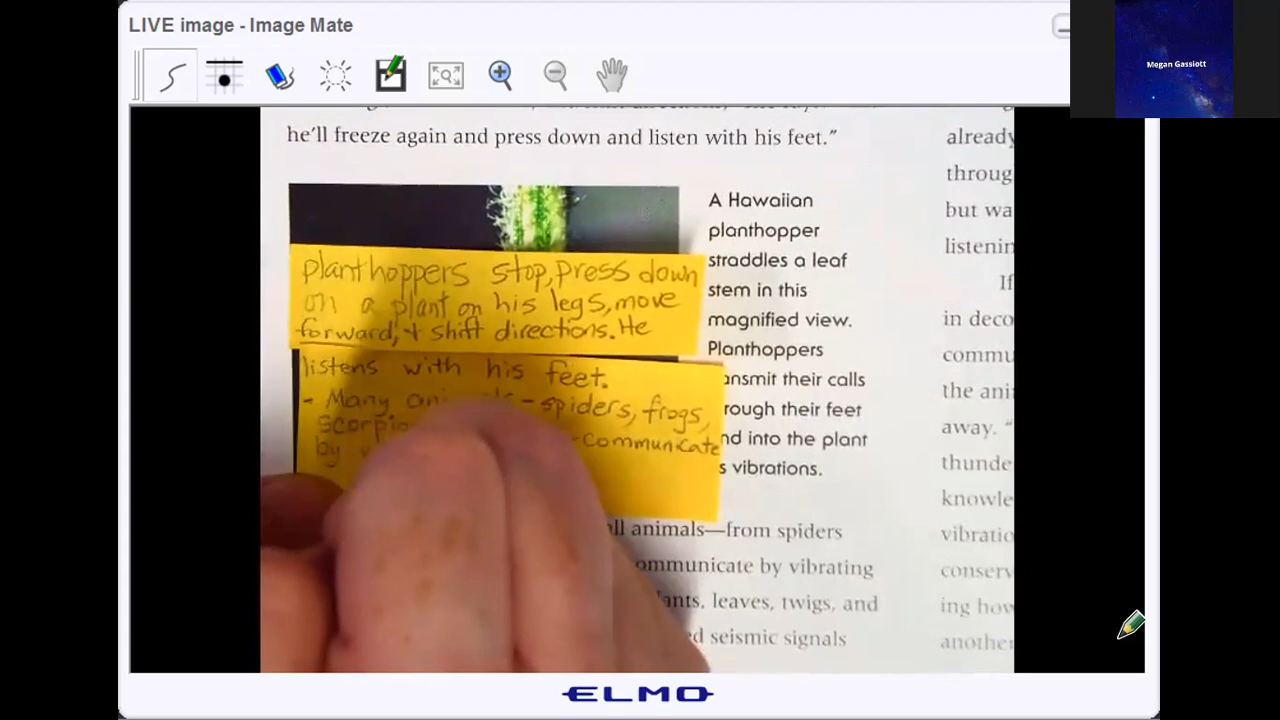 LIVE image - Image Mate
Megan Gassiott
he'll freeze again and press down and listen with his feet.”
A Hawaiian
planthopper
straddles a leaf
stem in this
magnified view.
Planthoppers
ansmit their calls
rough their feet
nd into the plant
s vibrations.
planthoppers stop, press down
on a plant on his legs, move
forward, + shift directions. He
listens with his feet.
- Many - spiders, frogs,
- communicate
by
ll animals—from spiders
ommunicate by vibrating
ants, leaves, twigs, and
ed seismic signals
already
throug
but wa
listenin
If
in deco
commu
the ani
away. “
thunde
knowle
vibratio
conserv
ing how
another
ELMO